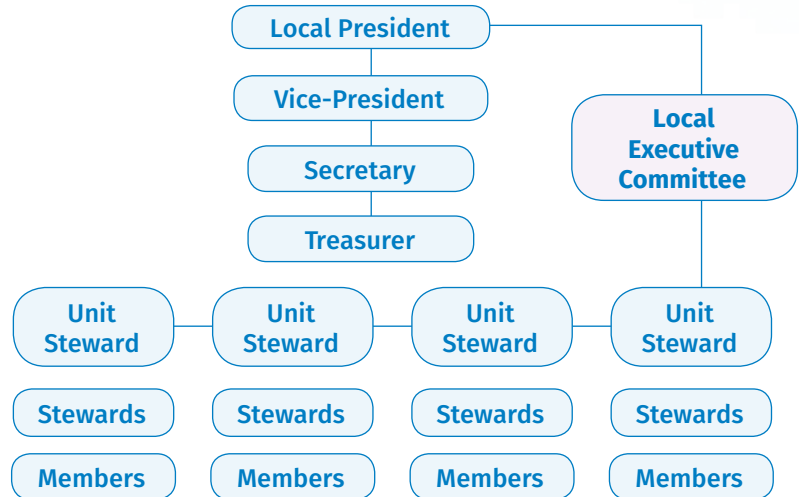 Local President
Vice-President
Local
Executive
Committee
Secretary
Treasurer
Unit
Steward
Unit
Steward
Unit
Steward
Unit
Steward
Stewards
Stewards
Stewards
Stewards
Members
Members
Members
Members